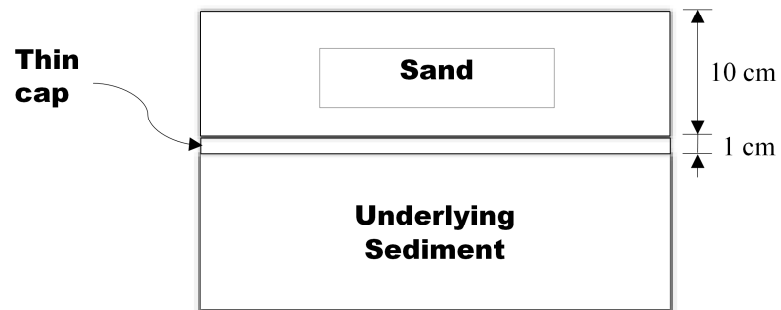 Thin
cap
Sand
10 cm
1 cm
Underlying
Sediment